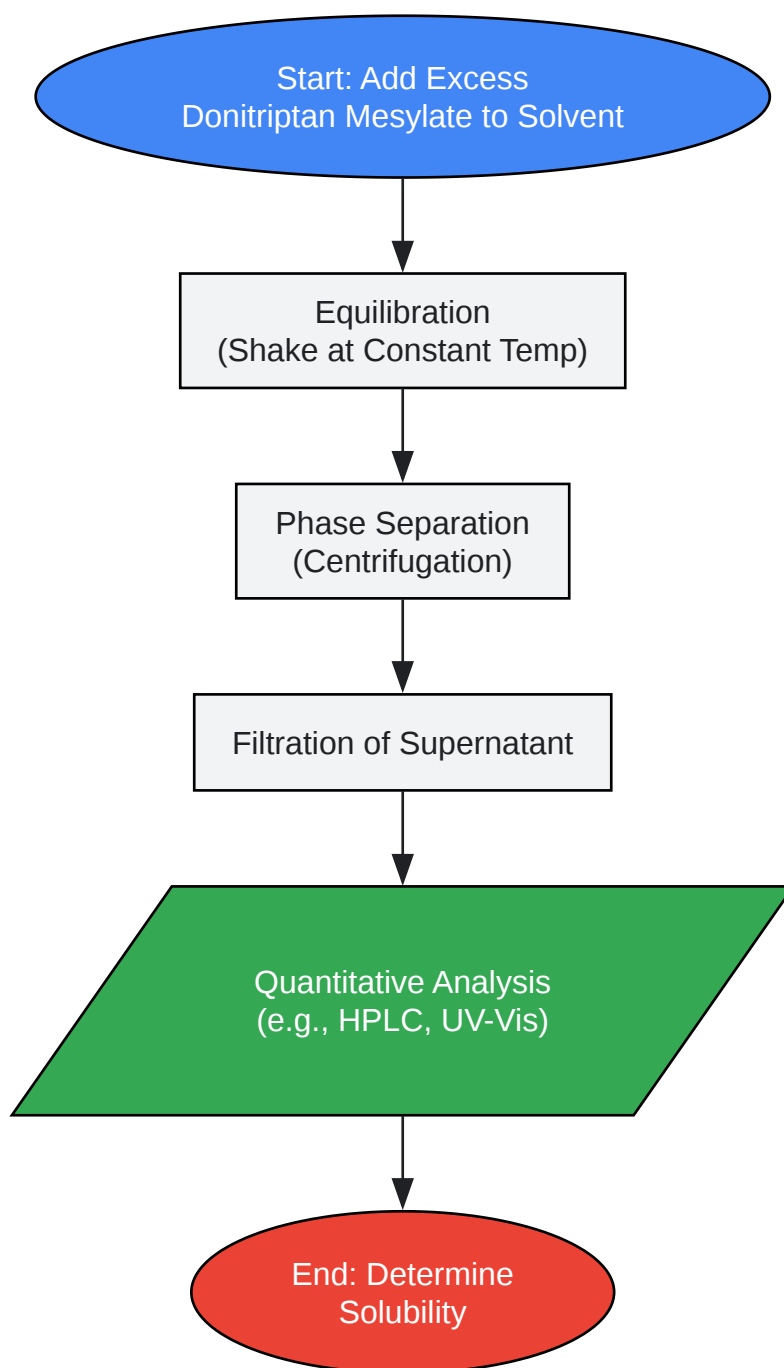 Start: Add Excess
Donitriptan Mesylate to Solvent
Equilibration
(Shake at Constant Temp)
Phase Separation
(Centrifugation)
Filtration of Supernatant
Quantitative Analysis
(e.g., HPLC, UV-Vis)
End: Determine
Solubility